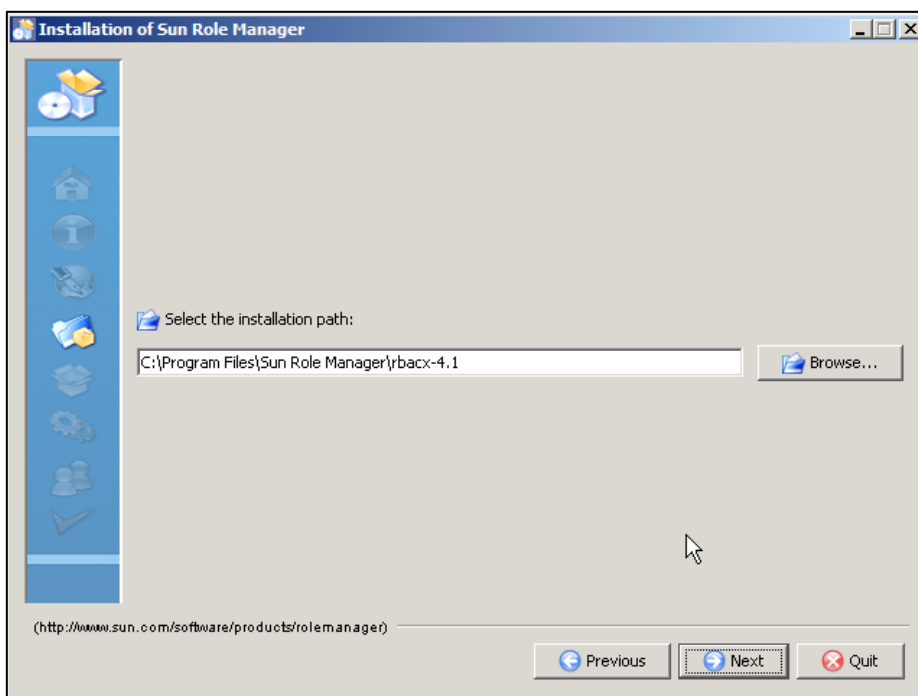 Installation of Sun Role Manager
Select the installation path:
C:\Program Files\Sun Role Manager\rbacx-4.1
Browse...
(http://www.sun.com/software/products/rolemanager)
Previous
Next
Quit